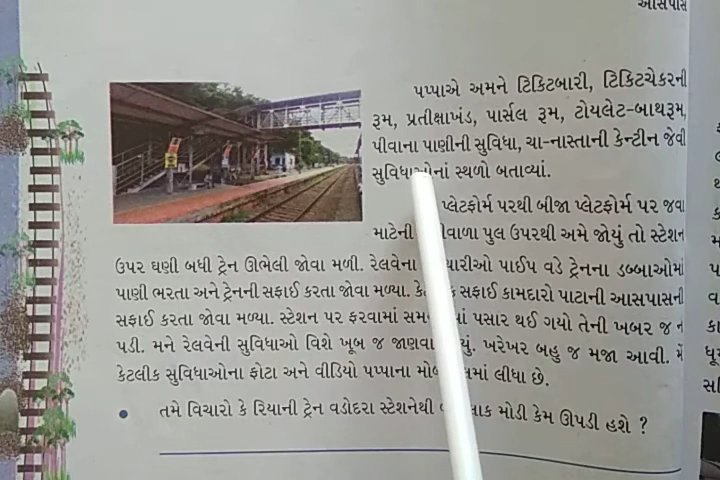 આસપાસ
પપ્પાએ અમને ટિકિટબારી, ટિકિટચેકરની
રૂમ, પ્રતીક્ષાખંડ, પાર્સલ રૂમ, ટોયલેટ-બાથરૂમ,
પીવાના પાણીની સુવિધા, ચા-નાસ્તાની કેન્ટીન જેવી
સુવિધાઓનાં સ્થળો બતાવ્યાં.
પ્લેટફોર્મ પરથી બીજા પ્લેટફોર્મ પર જવા
માટેની પુલ ઉપરથી અમે જોયું તો સ્ટેશન
ઉપર ઘણી બધી ટ્રેન ઊભેલી જોવા મળી. રેલવેના પાઈપ વડે ટ્રેનના ડબ્બાઓમાં
પાણી ભરતા અને ટ્રેનની સફાઈ કરતા જોવા મળ્યા. સફાઈ કામદારો પાટાની આસપાસની
સફાઈ કરતા જોવા મળ્યા. સ્ટેશન પર ફરવામાં પસાર થઈ ગયો તેની ખબર જ ન
પડી. મને રેલવેની સુવિધાઓ વિશે ખૂબ જ જાણવા ખરેખર બહુ જ મજા આવી. મેં
કેટલીક સુવિધાઓના ફોટા અને વીડિયો પપ્પાના લીધા છે.
• તમે વિચારો કે રિયાની ટ્રેન વડોદરા સ્ટેશનેથી મોડી કેમ ઊપડી હશે ?